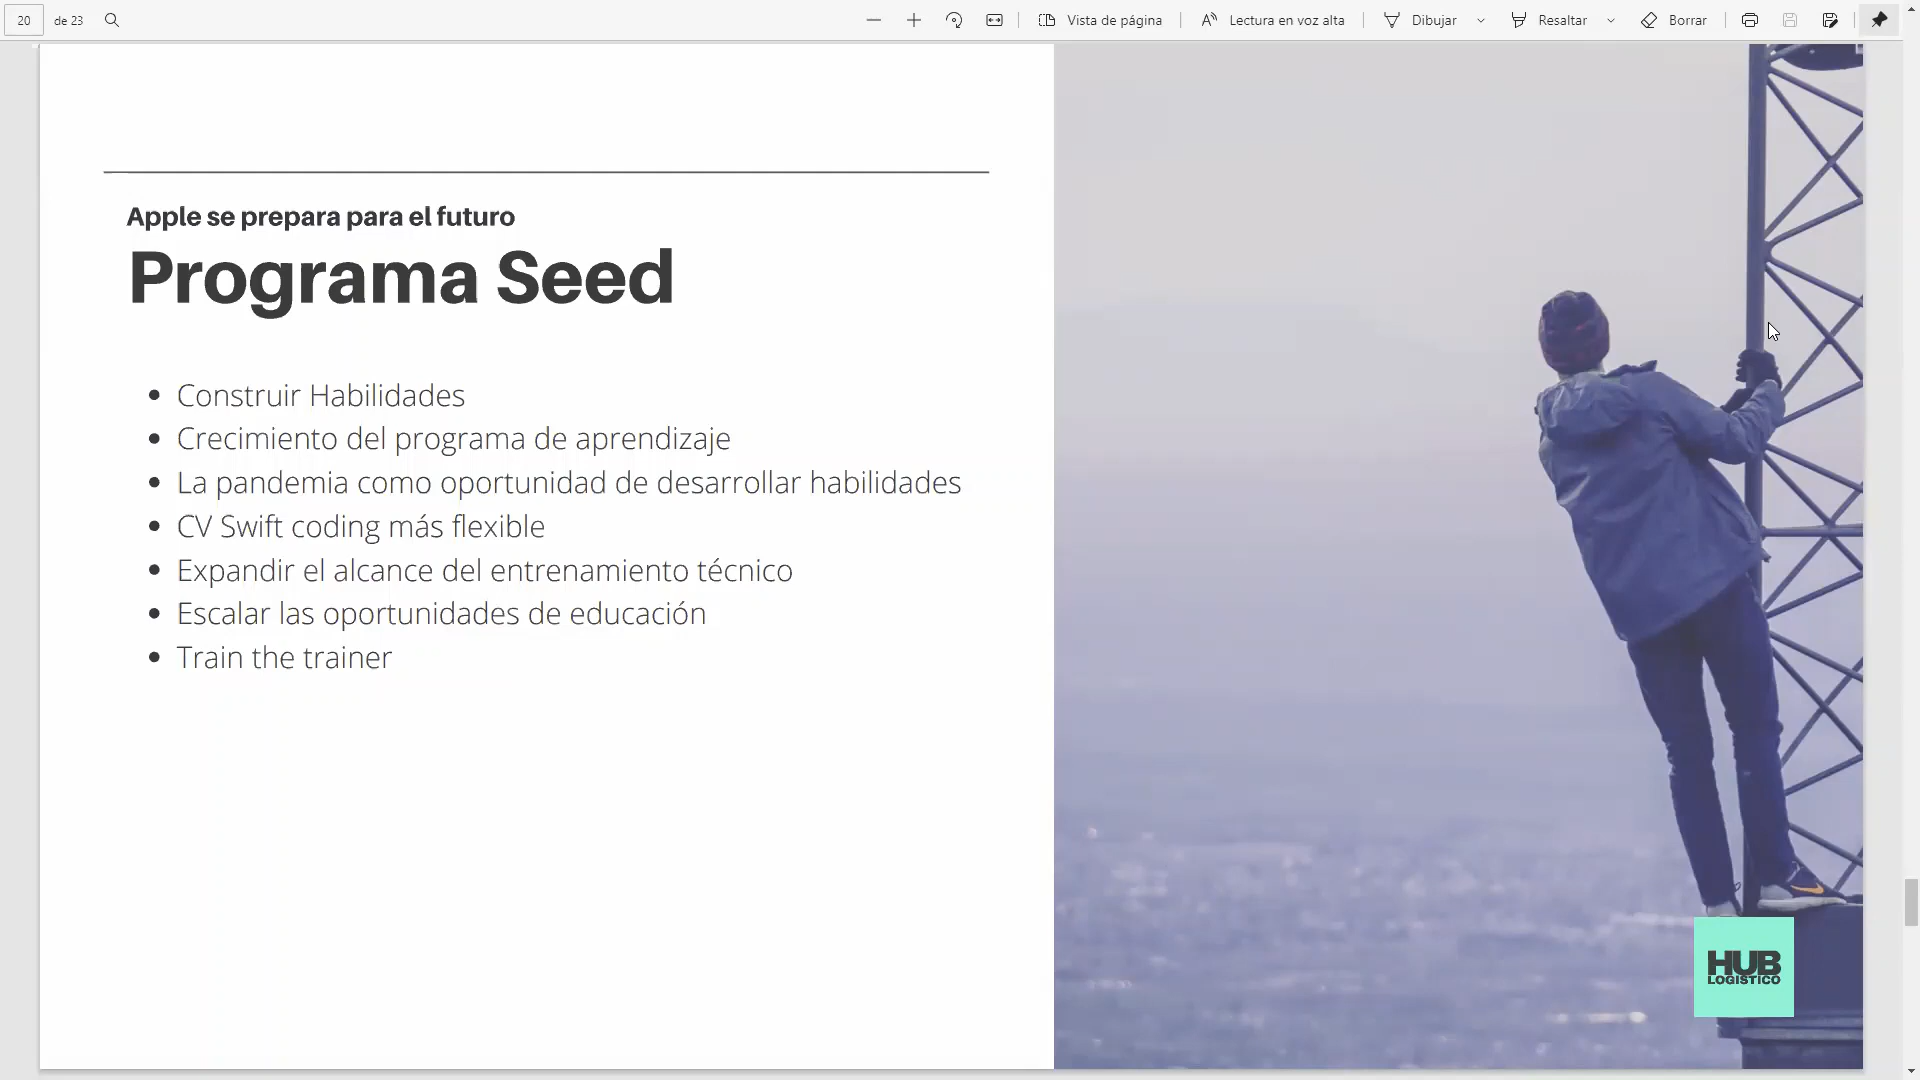 20 de 23 Vista de página Lectura en voz alta Dibujar Resaltar Borrar
Apple se prepara para el futuro
Programa Seed
Construir Habilidades
Crecimiento del programa de aprendizaje
La pandemia como oportunidad de desarrollar habilidades
CV Swift coding más flexible
Expandir el alcance del entrenamiento técnico
Escalar las oportunidades de educación
Train the trainer
HUB
LOGISTICO